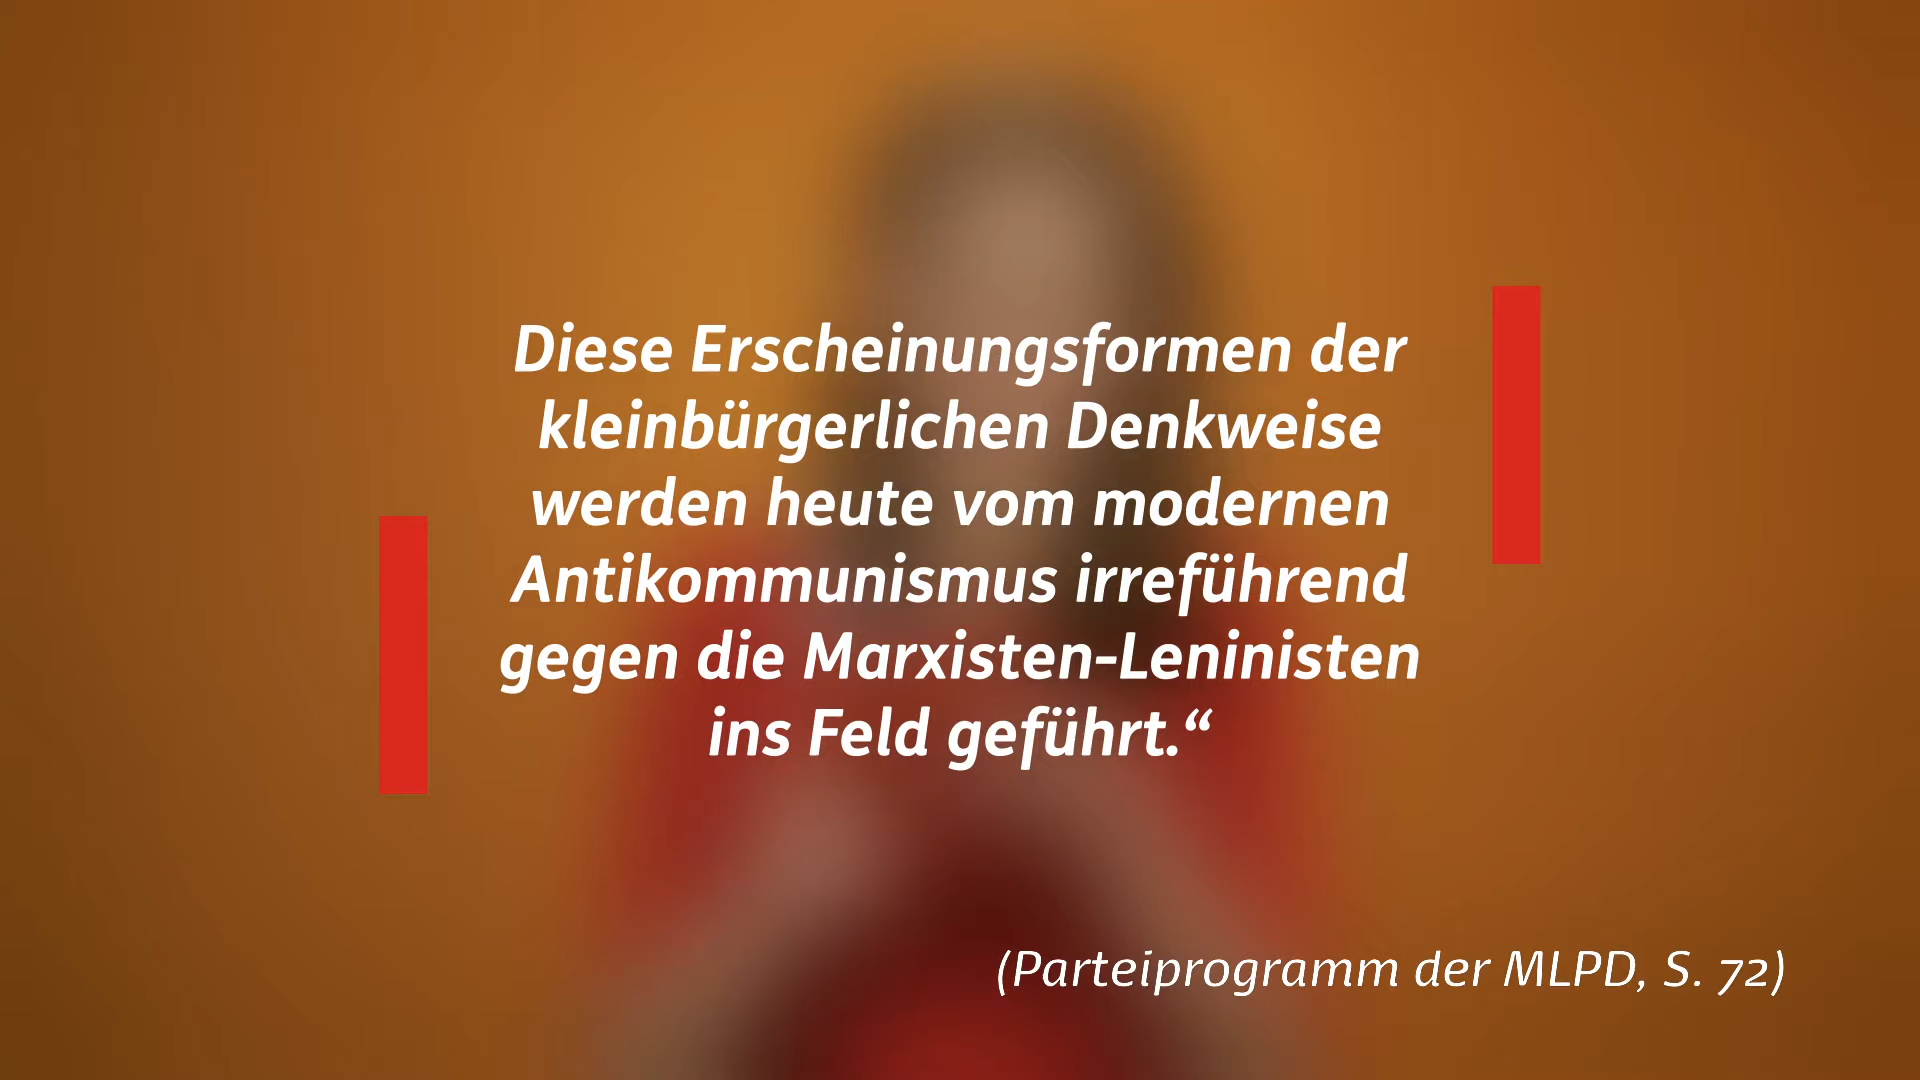 Diese Erscheinungsformen der
kleinbürgerlichen Denkweise
werden heute vom modernen
Antikommunismus irreführend
gegen die Marxisten-Leninisten
ins Feld geführt.“
(Parteiprogramm der MLPD, S. 72)